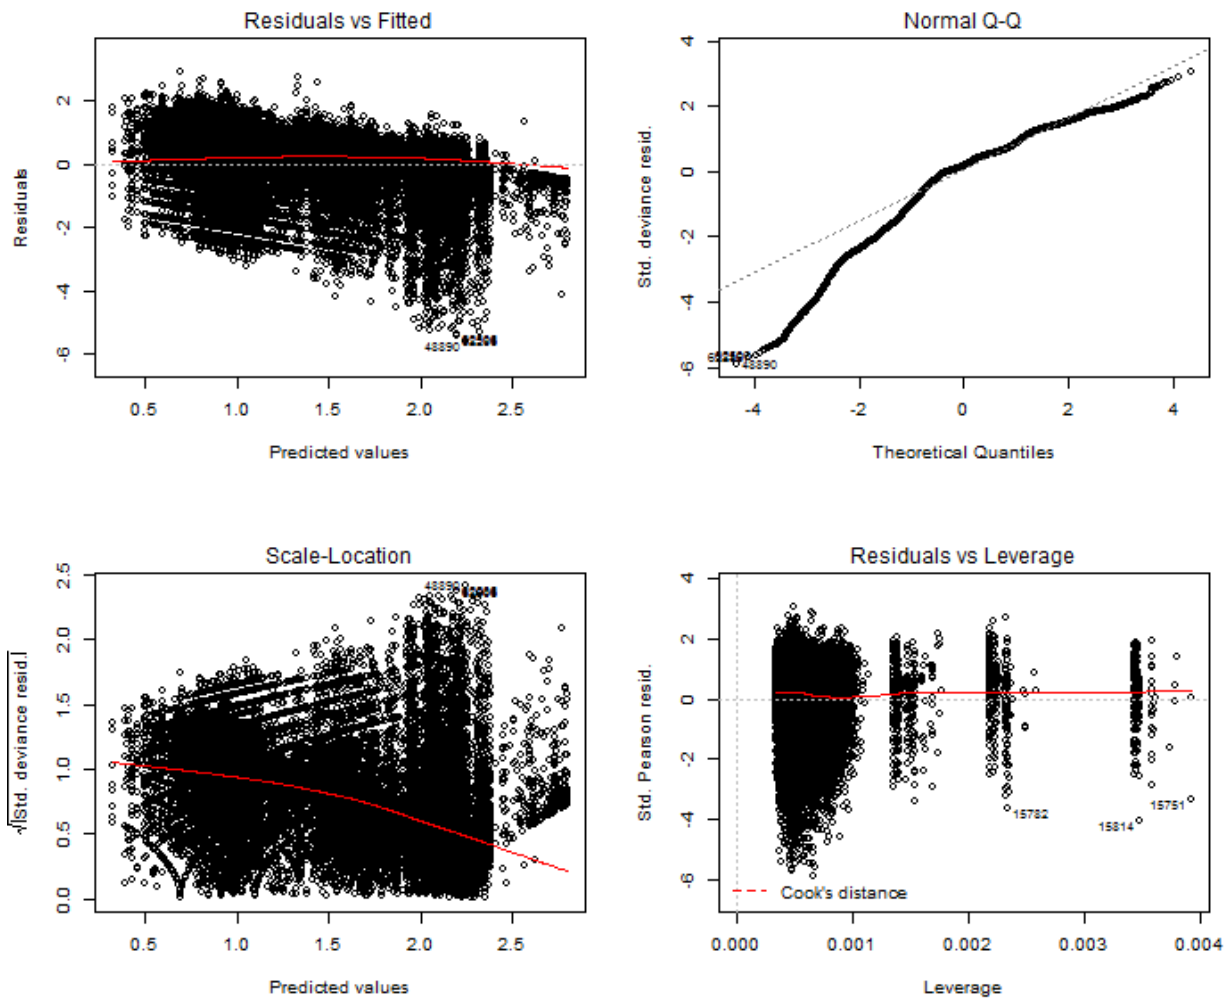 Residuals vs Fitted
Residuals
2
0
-2
-4
-6
48890
0.5 1.0 1.5 2.0 2.5
Predicted values
Normal Q-Q
Std. deviance resid.
4
2
0
-2
-4
-6
48890
-4 -2 0 2 4
Theoretical Quantiles
Scale-Location
√|Std. deviance resid.|
2.5
2.0
1.5
1.0
0.5
0.0
48890
0.5 1.0 1.5 2.0 2.5
Predicted values
Residuals vs Leverage
Std. Pearson resid.
4
2
0
-2
-4
-6
15782
15751
15814
Cook's distance
0.000 0.001 0.002 0.003 0.004
Leverage